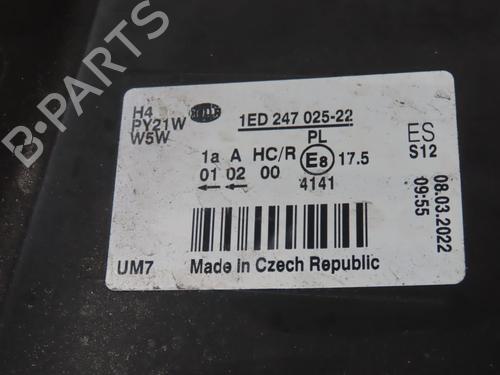 H4
PY21W
W5W
HELLA
1ED 247 025-22
PL
1a A HC/R E8 17.5
01 02 00
4141
ES
S12
08.03.2022
09:55
UM7
Made in Czech Republic
B-PARTS